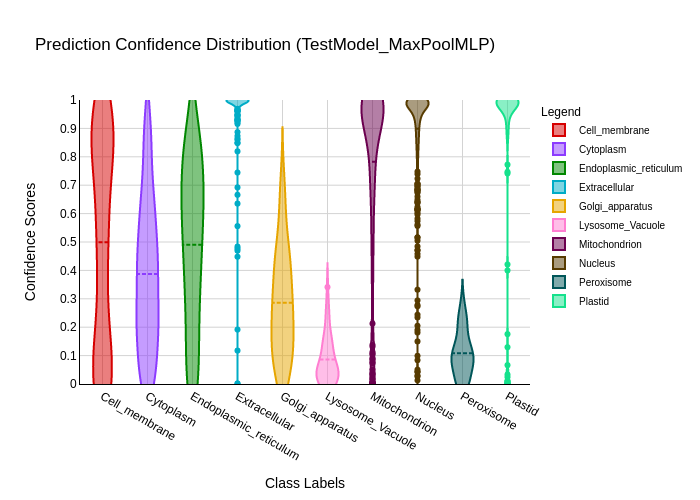 Prediction Confidence Distribution (TestModel_MaxPoolMLP)
1
0.9
0.8
0.7
0.6
0.5
0.4
0.3
0.2
0.1
0
Confidence Scores
Cell_membrane
Cytoplasm
Endoplasmic_reticulum
Extracellular
Golgi_apparatus
Lysosome_Vacuole
Mitochondrion
Nucleus
Peroxisome
Plastid
Class Labels
Legend
Cell_membrane
Cytoplasm
Endoplasmic_reticulum
Extracellular
Golgi_apparatus
Lysosome_Vacuole
Mitochondrion
Nucleus
Peroxisome
Plastid